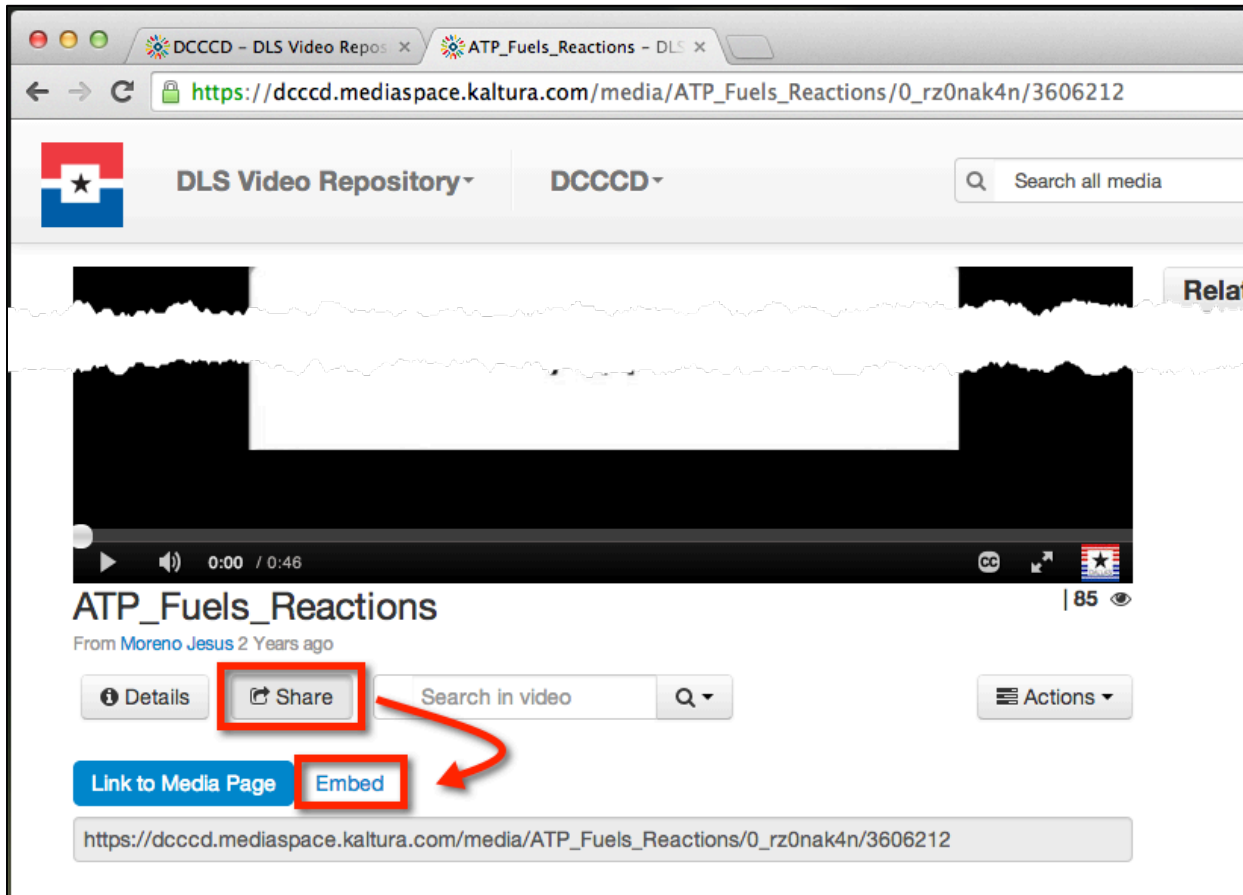 DCCCD – DLS Video Repos
ATP_Fuels_Reactions – DLS
https://dcccd.mediaspace.kaltura.com/media/ATP_Fuels_Reactions/0_rz0nak4n/3606212
DLS Video Repository DCCCD Search all media
Rela
0:00 / 0:46 CC
ATP_Fuels_Reactions | 85
From Moreno Jesus 2 Years ago
Details Share Search in video Actions
Link to Media Page Embed
https://dcccd.mediaspace.kaltura.com/media/ATP_Fuels_Reactions/0_rz0nak4n/3606212